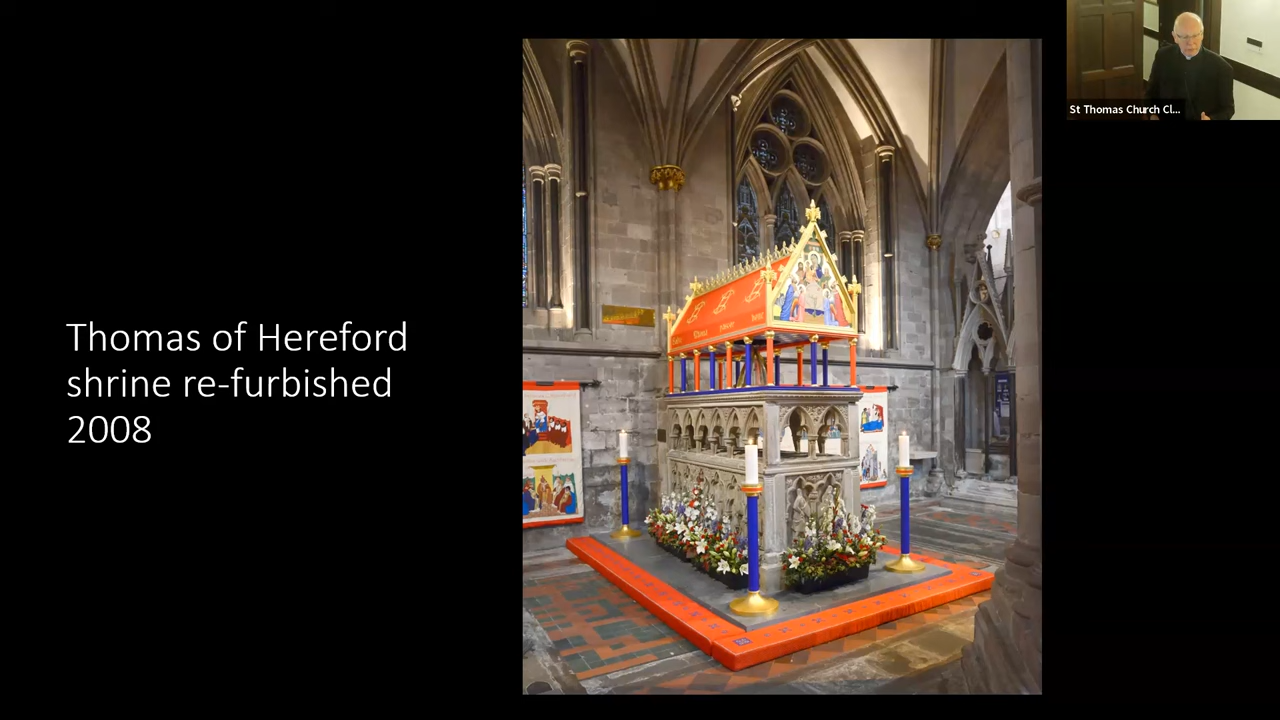 Thomas of Hereford
shrine re-furbished
2008
St Thomas Church Cl...